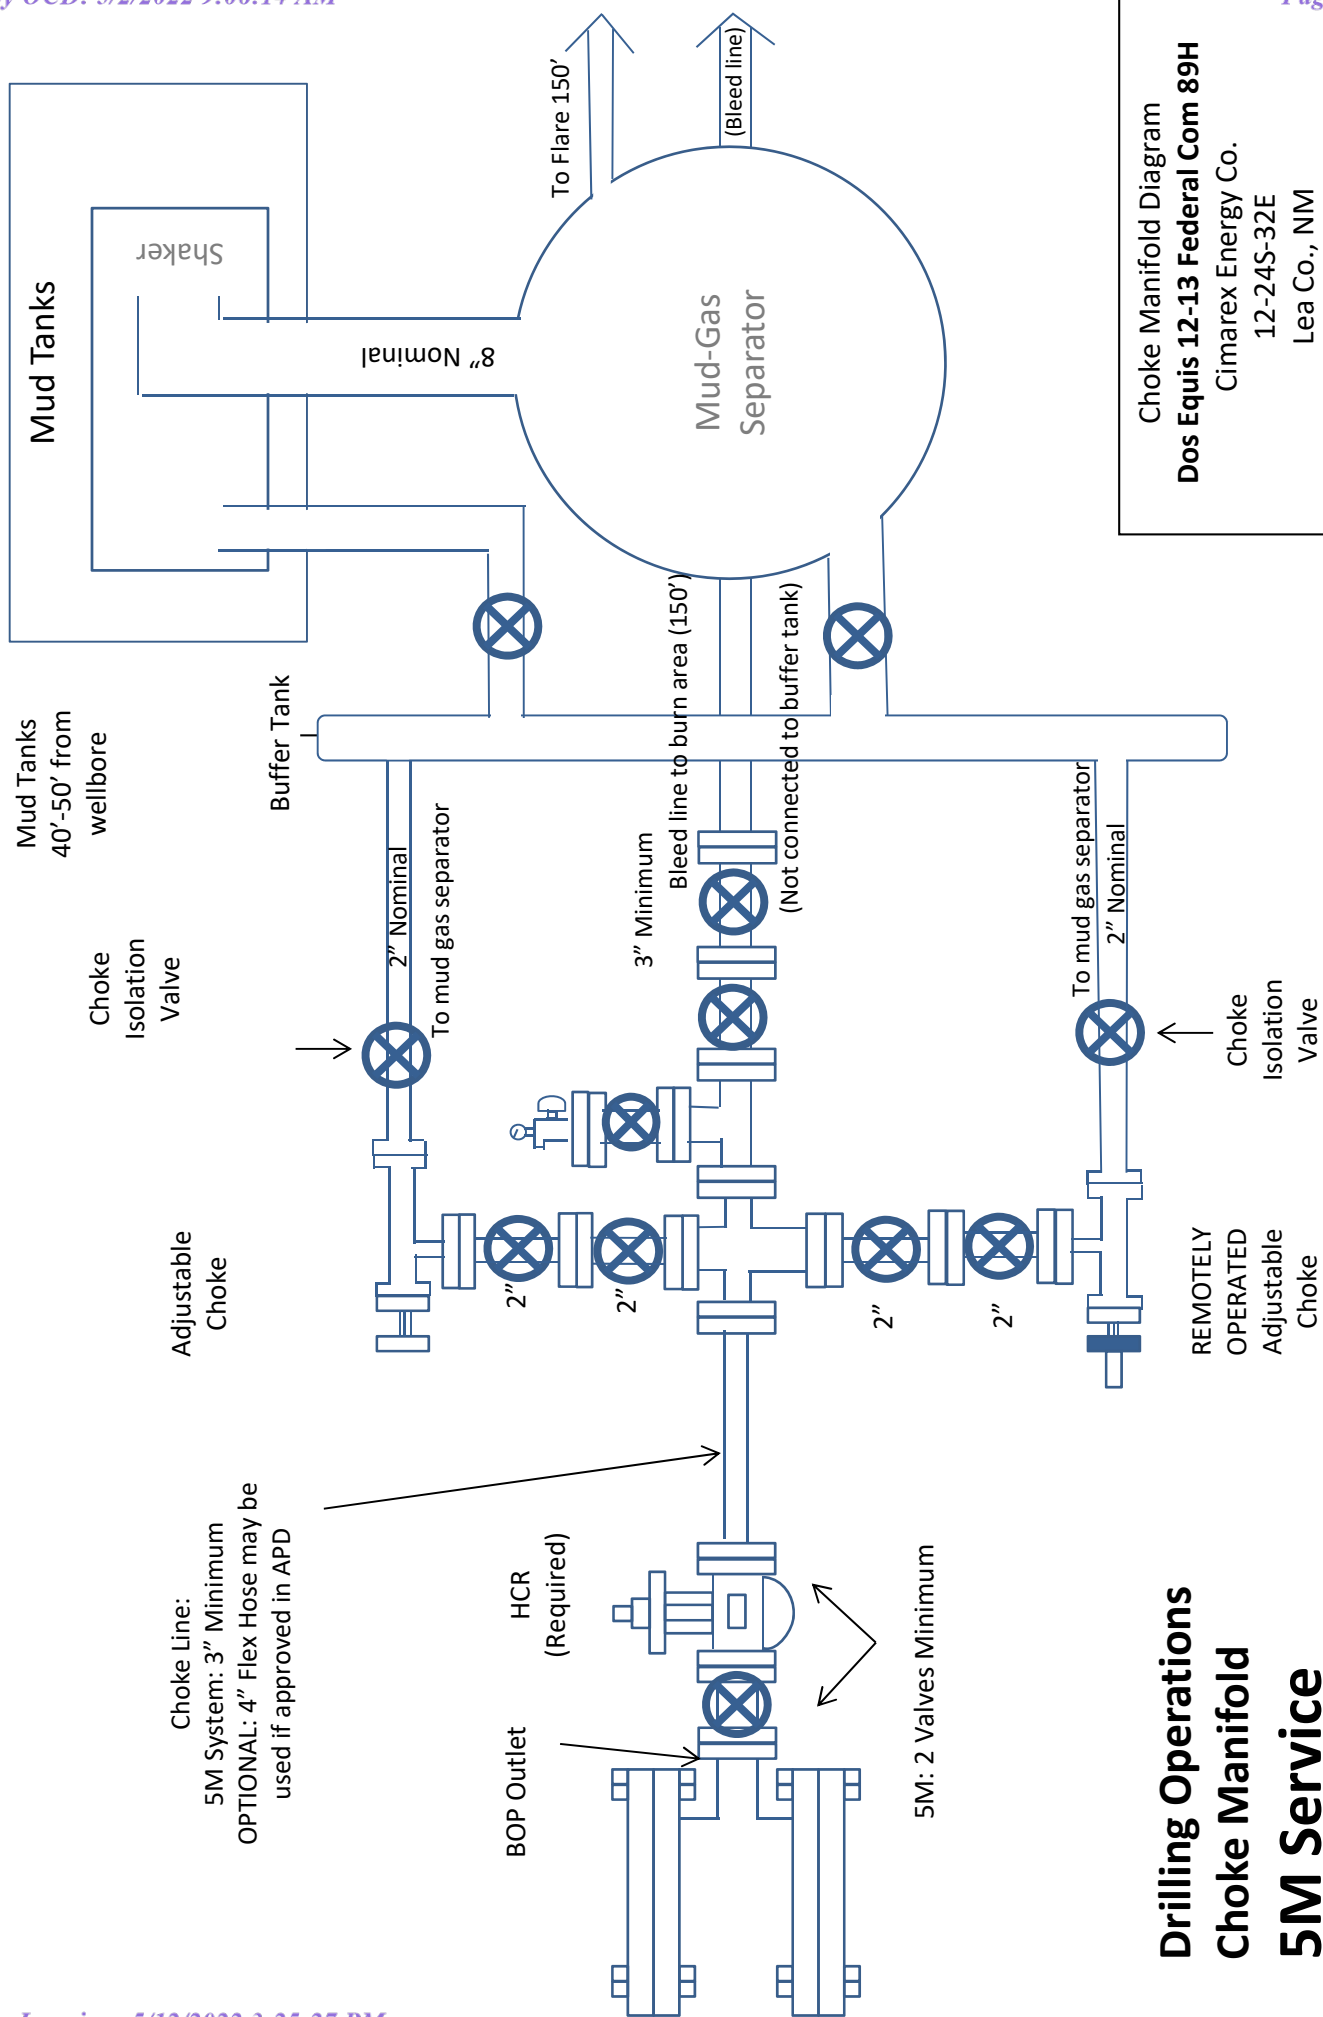 Mud Tanks
Shaker
8” Nominal
To Flare 150’
(Bleed line)
Mud-Gas
Separator
Mud Tanks
40’-50’ from
wellbore
Buffer Tank
Bleed line to burn area (150’)
(Not connected to buffer tank)
3” Minimum
Choke
Isolation
Valve
2” Nominal
To mud gas separator
To mud gas separator
2” Nominal
Choke
Isolation
Valve
Adjustable
Choke
2”
2”
2”
2”
REMOTELY
OPERATED
Adjustable
Choke
Choke Line:
5M System: 3” Minimum
OPTIONAL: 4” Flex Hose may be
used if approved in APD
HCR
(Required)
BOP Outlet
5M: 2 Valves Minimum
Drilling Operations
Choke Manifold
5M Service
Choke Manifold Diagram
Dos Equis 12-13 Federal Com 89H
Cimarex Energy Co.
12-24S-32E
Lea Co., NM